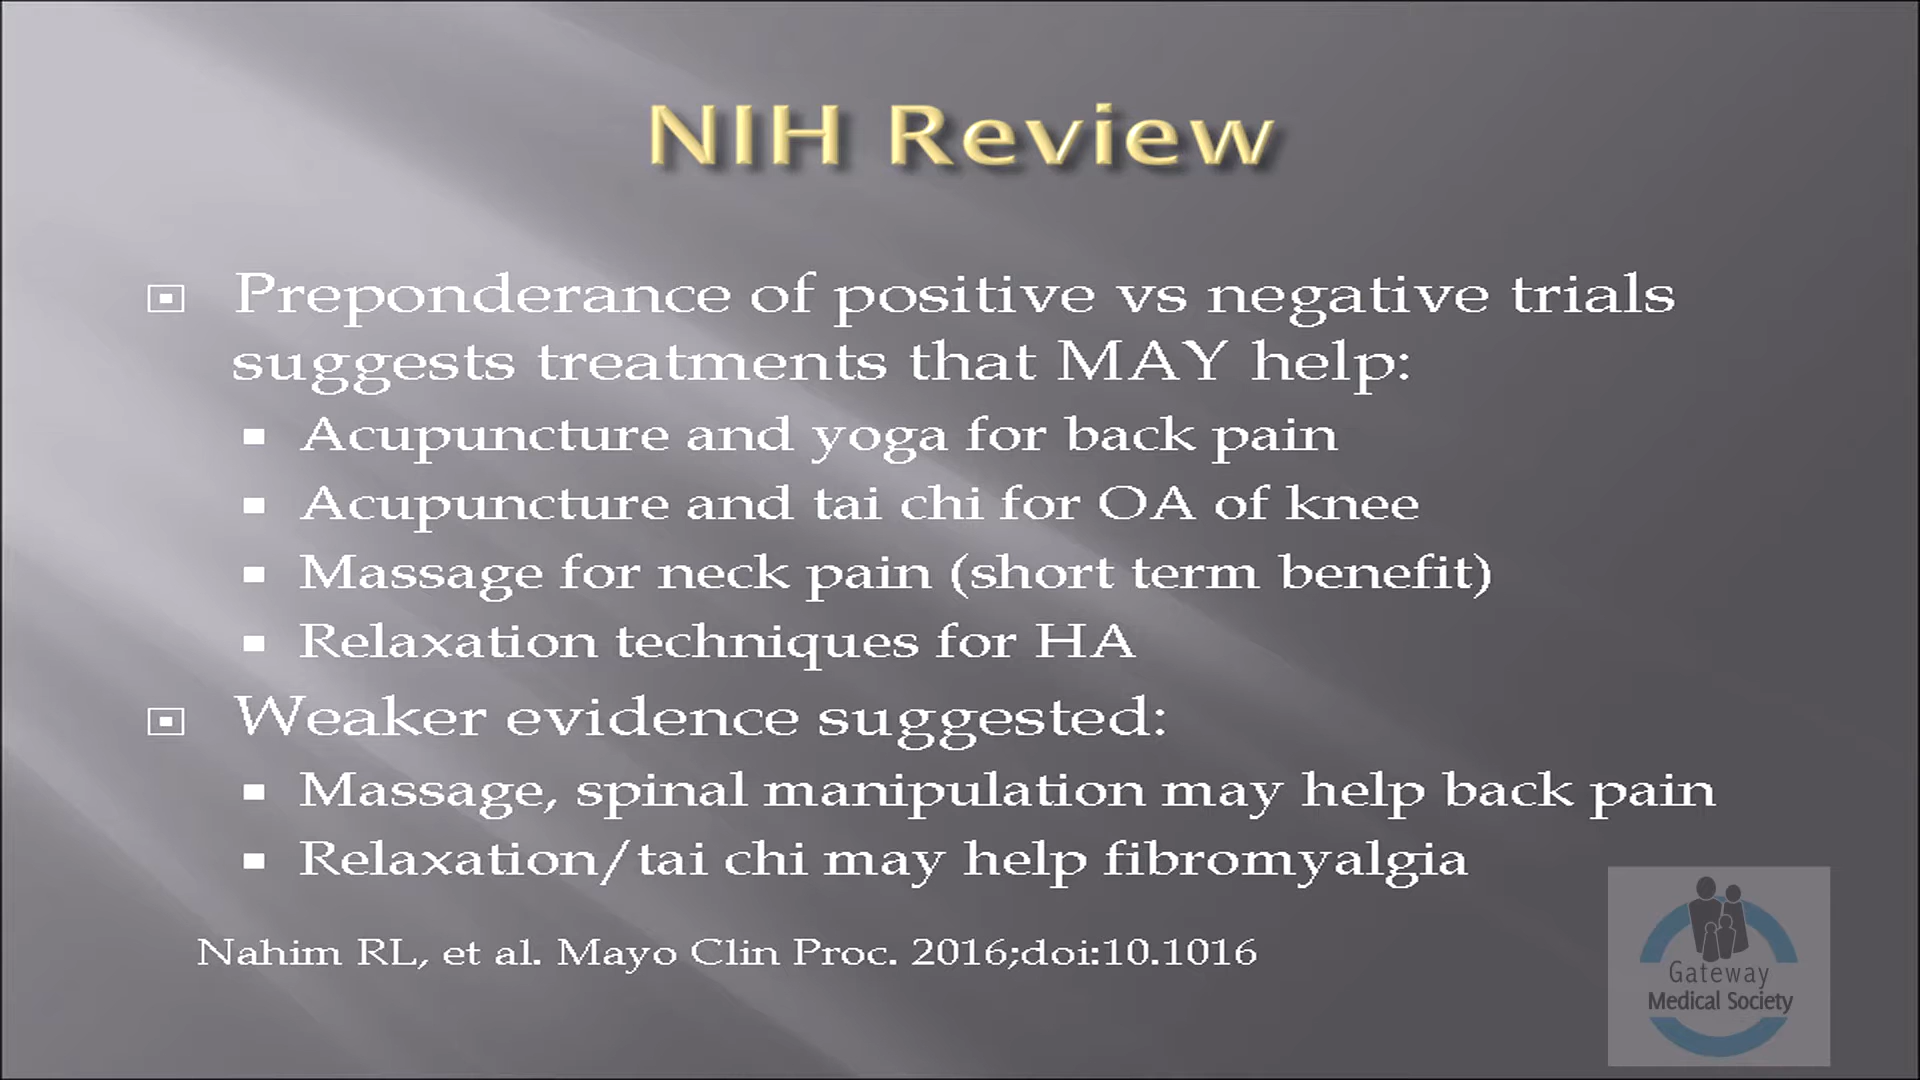 NIH Review
Preponderance of positive vs negative trials
suggests treatments that MAY help:
Acupuncture and yoga for back pain
Acupuncture and tai chi for OA of knee
Massage for neck pain (short term benefit)
Relaxation techniques for HA
Weaker evidence suggested:
Massage, spinal manipulation may help back pain
Relaxation/tai chi may help fibromyalgia
Nahim RL, et al. Mayo Clin Proc. 2016;doi:10.1016
Gateway
Medical Society